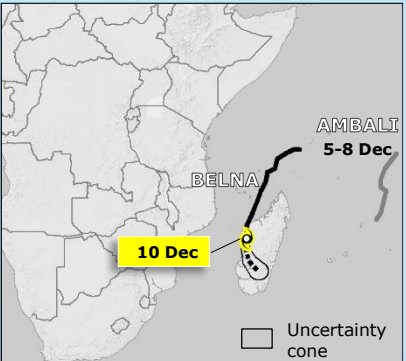 AMBALI
5-8 Dec
BELNA
10 Dec
Uncertainty
cone